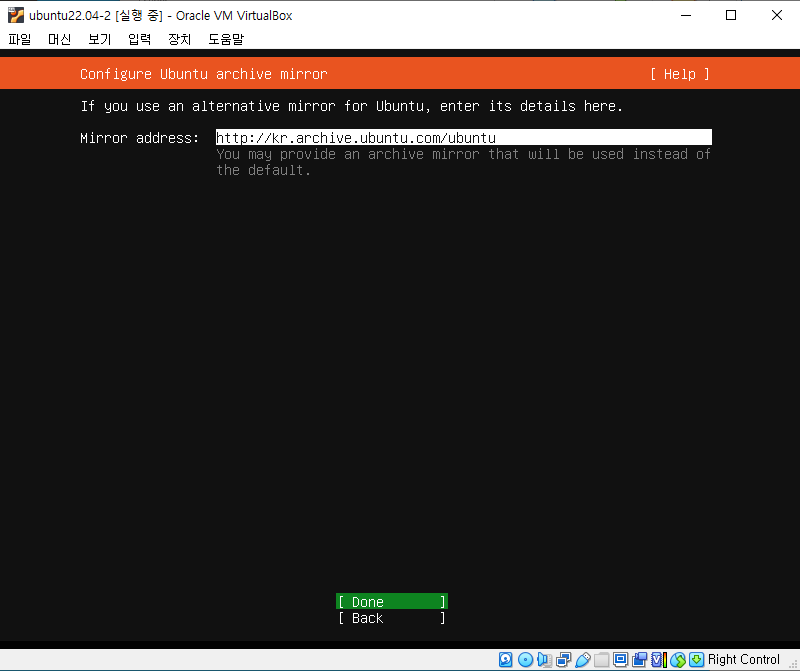 ubuntu22.04-2 [실행 중] - Oracle VM VirtualBox
파일 머신 보기 입력 장치 도움말
Configure Ubuntu archive mirror [ Help ]
If you use an alternative mirror for Ubuntu, enter its details here.
Mirror address: http://kr.archive.ubuntu.com/ubuntu
You may provide an archive mirror that will be used instead of
the default.
[ Done ]
[ Back ]
Right Control